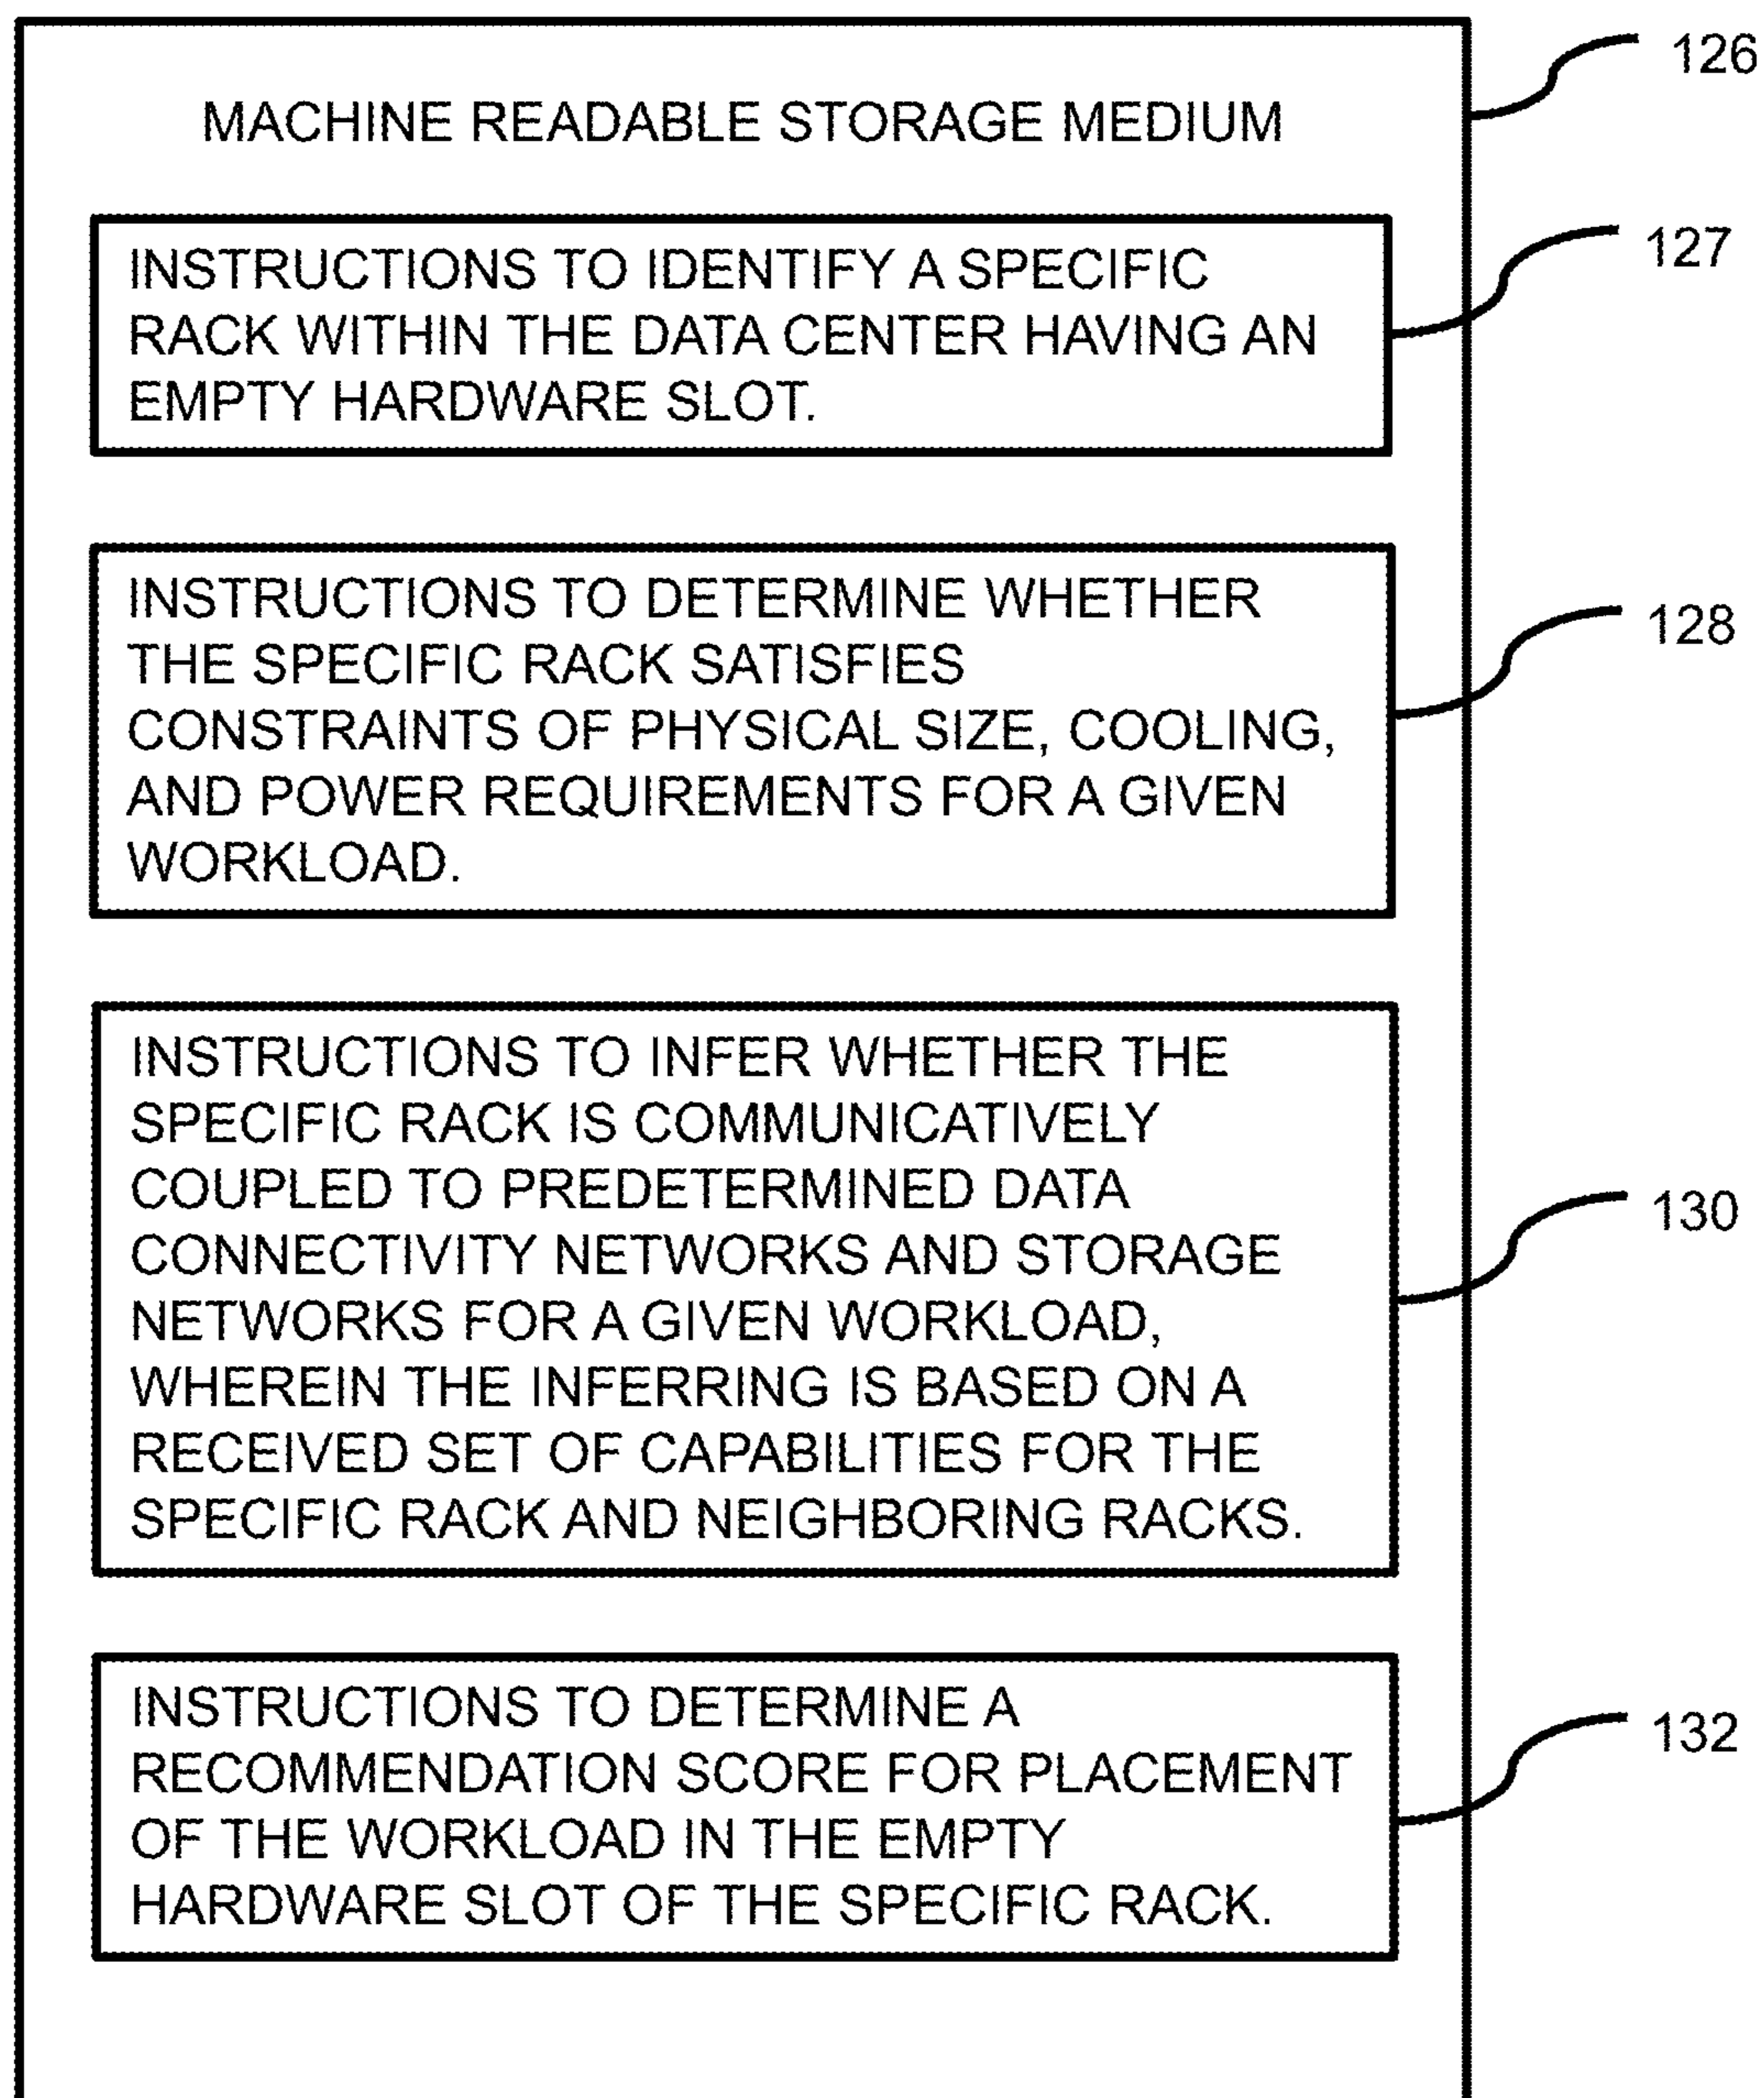 126
MACHINE READABLE STORAGE MEDIUM
127
INSTRUCTIONS TO IDENTIFY A SPECIFIC
RACK WITHIN THE DATA CENTER HAVING AN
EMPTY HARDWARE SLOT.
128
INSTRUCTIONS TO DETERMINE WHETHER
THE SPECIFIC RACK SATISFIES
CONSTRAINTS OF PHYSICAL SIZE, COOLING,
AND POWER REQUIREMENTS FOR A GIVEN
WORKLOAD.
INSTRUCTIONS TO INFER WHETHER THE
SPECIFIC RACK IS COMMUNICATIVELY
COUPLED TO PREDETERMINED DATA
130
CONNECTIVITY NETWORKS AND STORAGE
NETWORKS FOR A GIVEN WORKLOAD,
WHEREIN THE INFERRING IS BASED ON A
RECEIVED SET OF CAPABILITIES FOR THE
SPECIFIC RACK AND NEIGHBORING RACKS.
INSTRUCTIONS TO DETERMINE A
132
RECOMMENDATION SCORE FOR PLACEMENT
OF THE WORKLOAD IN THE EMPTY
HARDWARE SLOT OF THE SPECIFIC RACK.